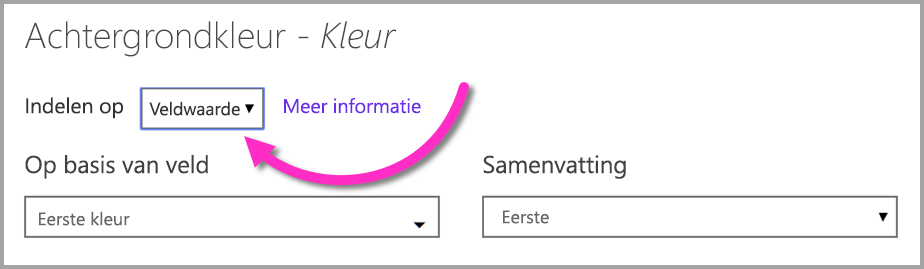 Achtergrondkleur - Kleur
Indelen op Veldwaarde Meer informatie
Op basis van veld Samenvatting
Eerste kleur Eerste